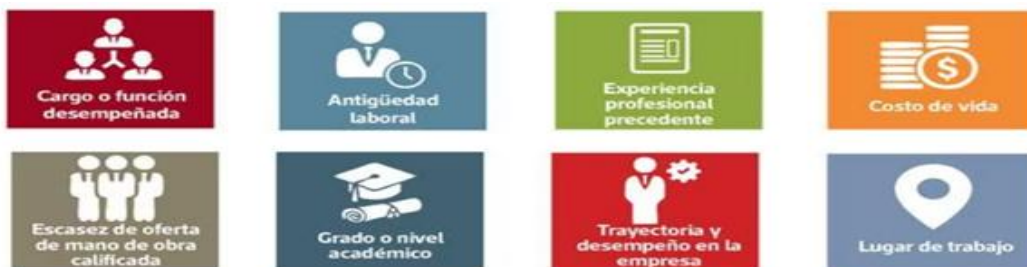 Cargo o función
desempeñada
Antigüedad
laboral
Experiencia
profesional
precedente
Costo de vida
Escasez de oferta
de mano de obra
calificada
Grado o nivel
académico
Trayectoria y
desempeño en la
empresa
Lugar de trabajo